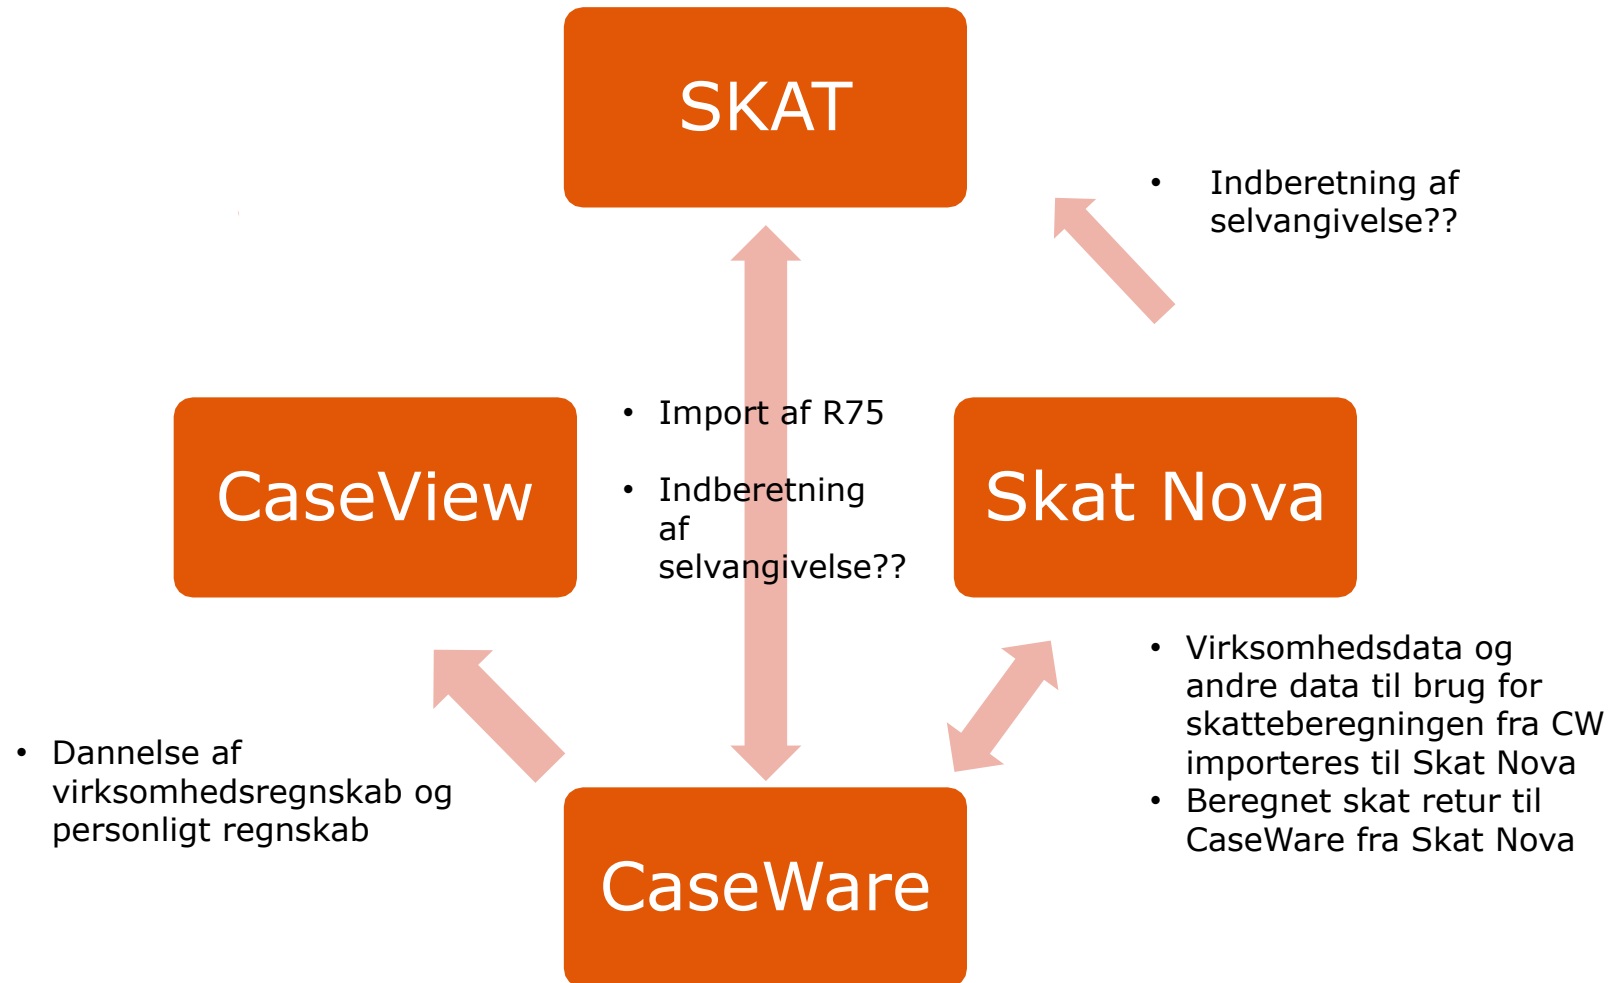 SKAT
• Indberetning af
selvangivelse??
• Import af R75
• Indberetning
af
selvangivelse??
CaseView
Skat Nova
• Virksomhedsdata og
andre data til brug for
skatteberegningen fra CW
importeres til Skat Nova
• Beregnet skat retur til
CaseWare fra Skat Nova
• Dannelse af
virksomhedsregnskab og
personligt regnskab
CaseWare